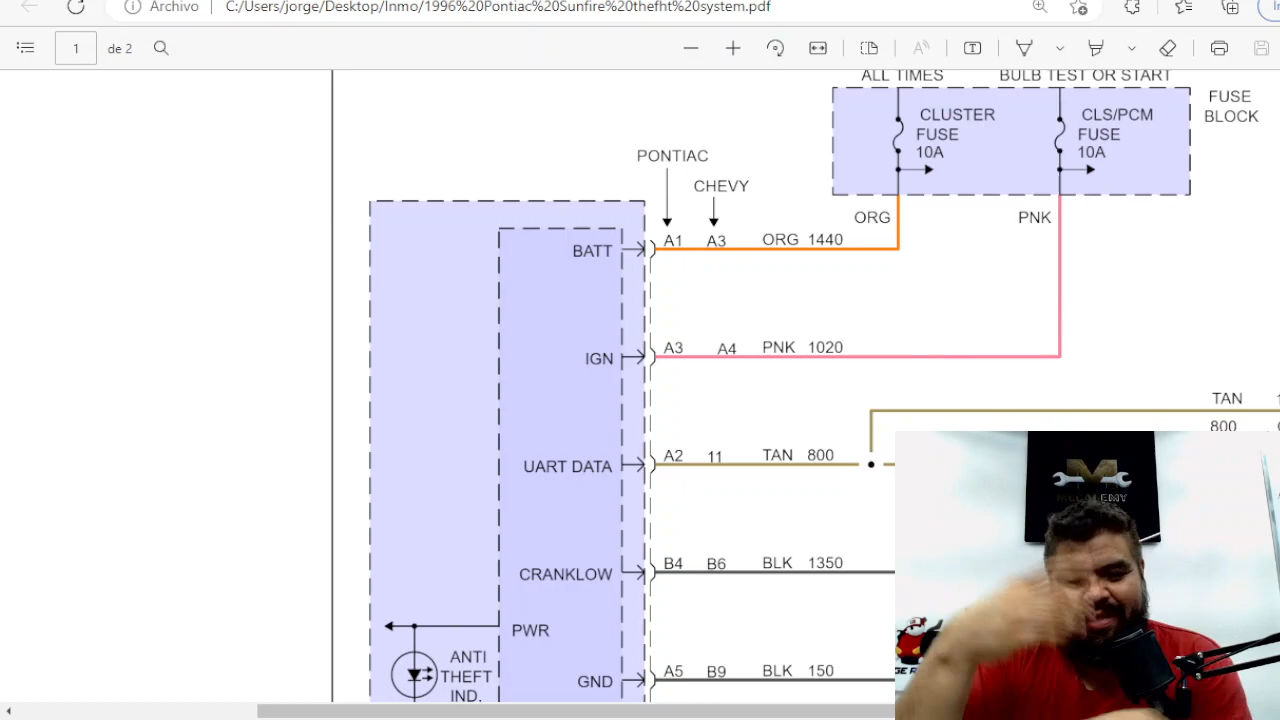 Archivo
C:/Users/jorge/Desktop/Inmo/1996%20Pontiac%20Sunfire%20thefht%20system.pdf
1 de 2
ALL TIMES
BULB TEST OR START
CLUSTER
FUSE
10A
CLS/PCM
FUSE
10A
FUSE
BLOCK
PONTIAC
CHEVY
ORG
PNK
BATT
A1 A3 ORG 1440
IGN
A3 A4 PNK 1020
TAN
800
UART DATA
A2 11 TAN 800
CRANKLOW
B4 B6 BLK 1350
PWR
ANTI
THEFT
IND.
GND
A5 B9 BLK 150